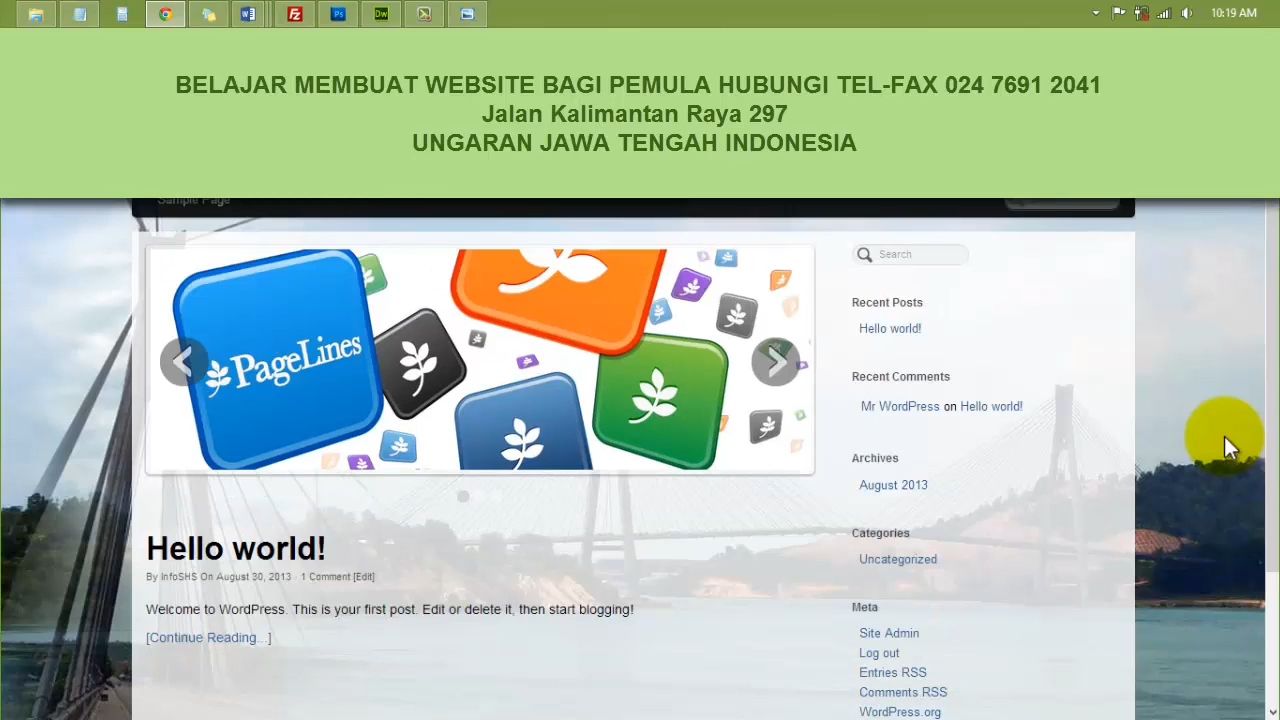 10:19 AM
BELAJAR MEMBUAT WEBSITE BAGI PEMULA HUBUNGI TEL-FAX 024 7691 2041
Jalan Kalimantan Raya 297
UNGARAN JAWA TENGAH INDONESIA
Sample Page
PageLines
Search
Recent Posts
Hello world!
Recent Comments
Mr WordPress on Hello world!
Archives
August 2013
Categories
Uncategorized
Meta
Site Admin
Log out
Entries RSS
Comments RSS
WordPress.org
Hello world!
By InfoSHS On August 30, 2013 · 1 Comment [Edit]
Welcome to WordPress. This is your first post. Edit or delete it, then start blogging!
[Continue Reading...]